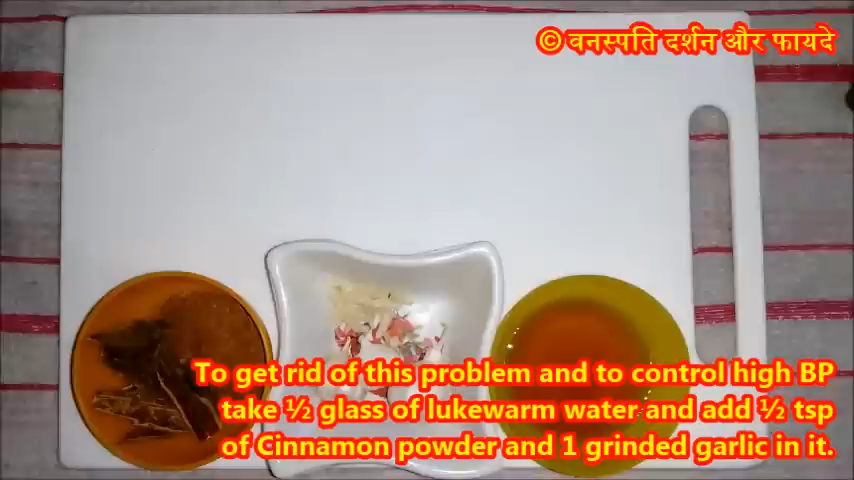 © वनस्पति दर्शन और फायदे
To get rid of this problem and to control high BP
take ½ glass of lukewarm water and add ½ tsp
of Cinnamon powder and 1 grinded garlic in it.